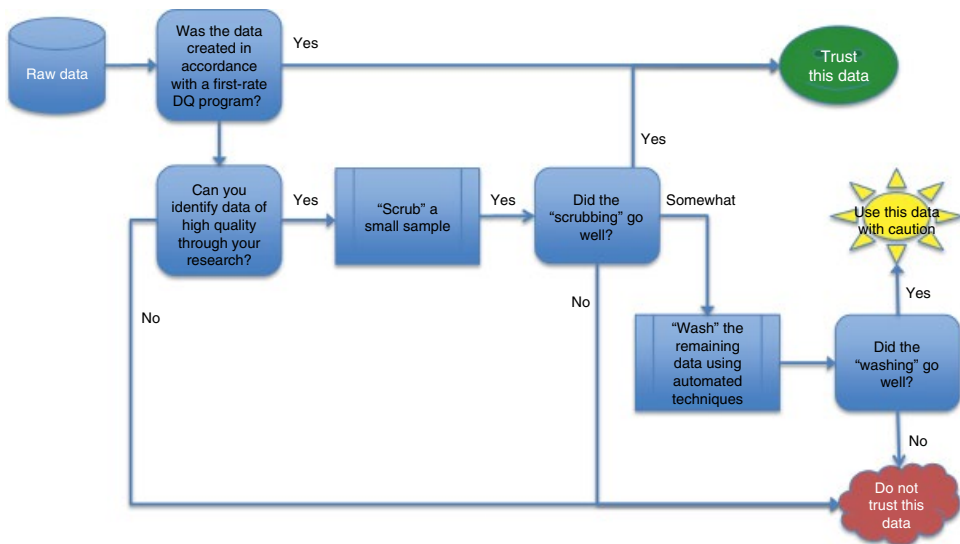 Raw data
Was the data
created in
accordance
with a first-rate
DQ program?
Yes
Trust
this data
Can you
identify data of
high quality
through your
research?
Yes
“Scrub” a
small sample
Yes
Did the
“scrubbing” go
well?
Yes
Somewhat
Use this data
with caution
No
No
“Wash” the
remaining
data using
automated
techniques
Did the
“washing” go
well?
Yes
No
Do not
trust this
data